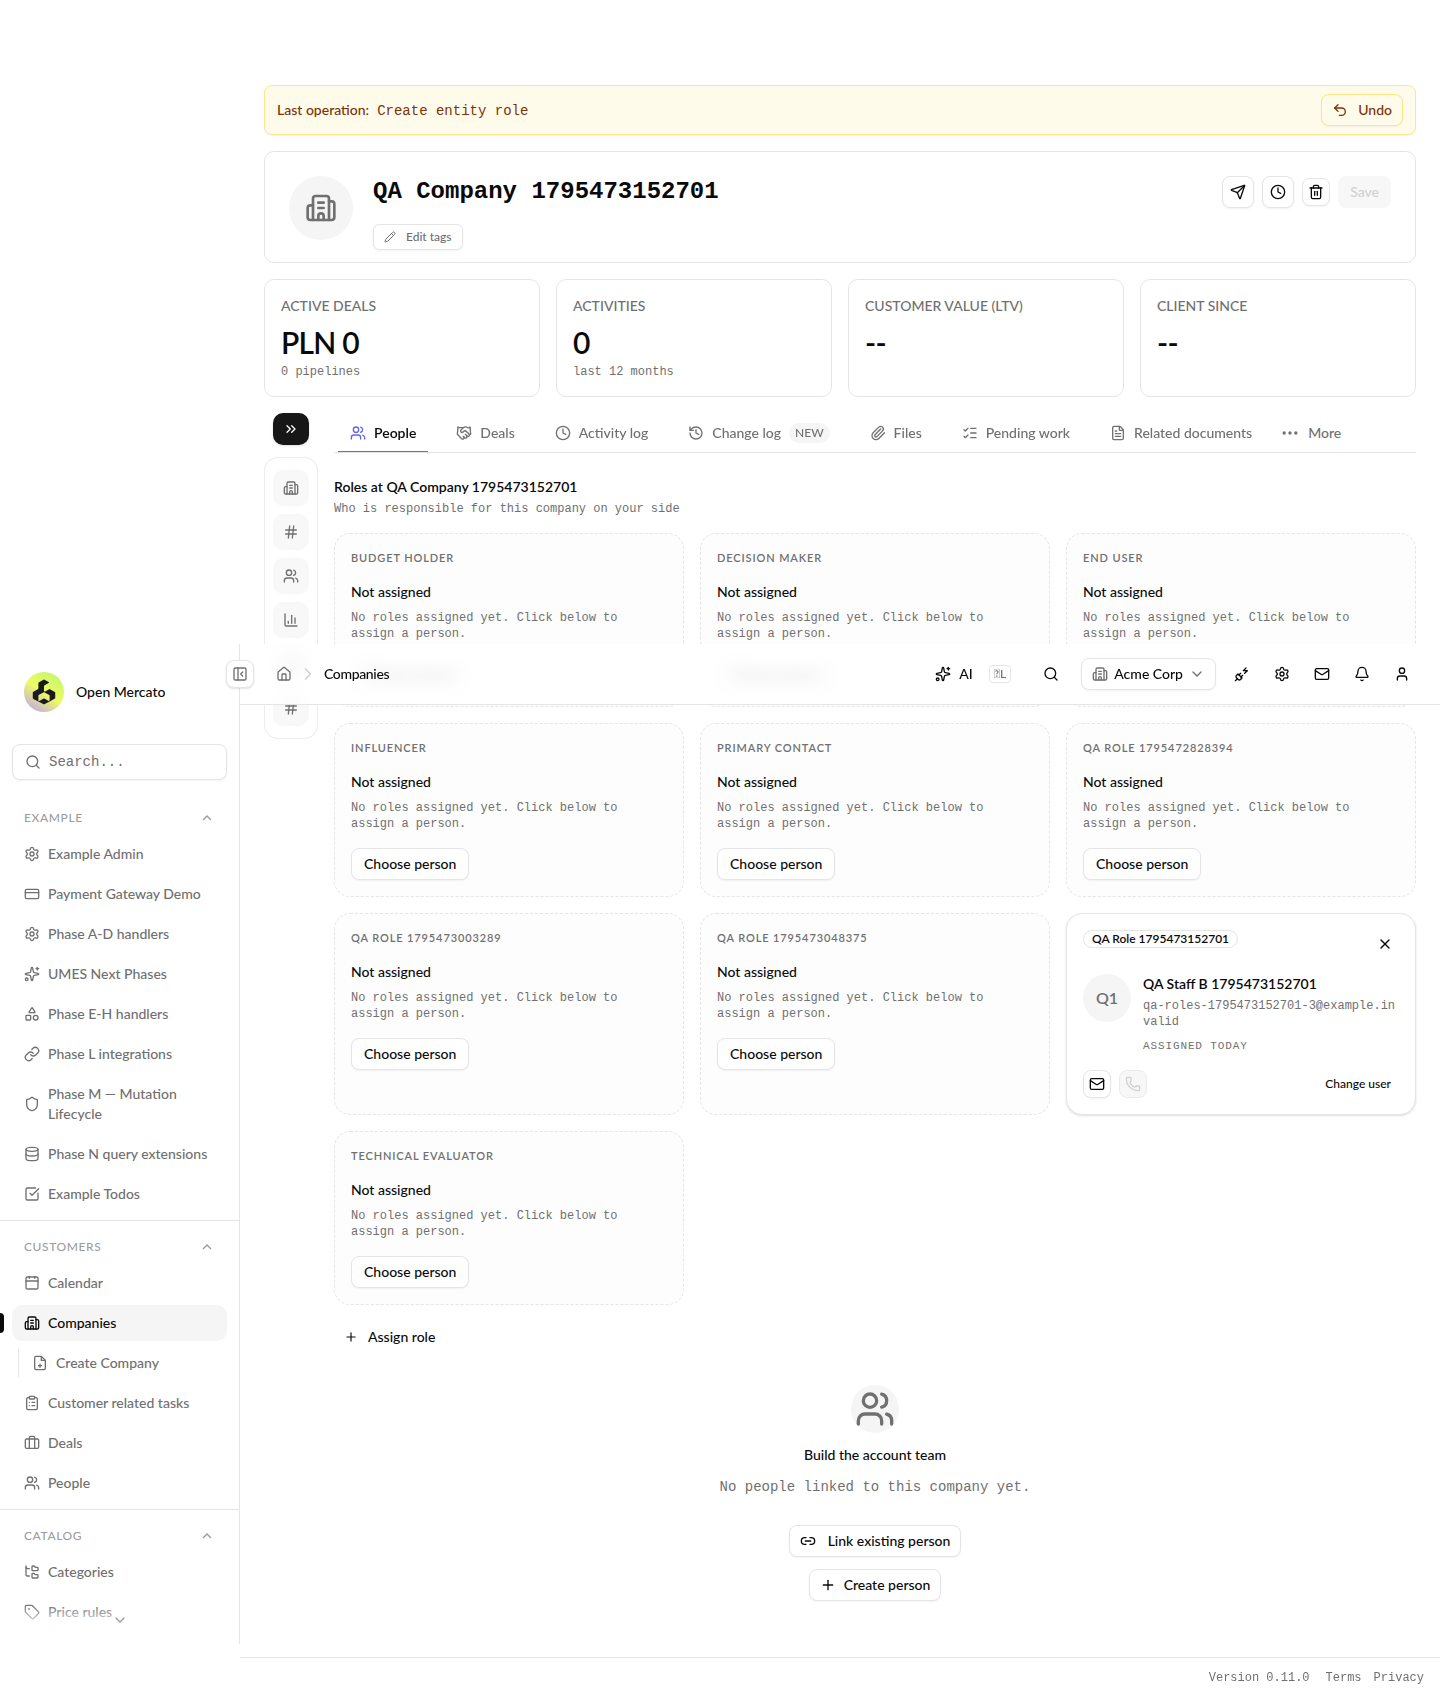 Last operation: Create entity role
Undo
QA Company 1795473152701
Save
Edit tags
ACTIVE DEALS
PLN 0
0 pipelines
ACTIVITIES
0
last 12 months
CUSTOMER VALUE (LTV)
--
CLIENT SINCE
--
People
Deals
Activity log
Change log NEW
Files
Pending work
Related documents
More
Roles at QA Company 1795473152701
Who is responsible for this company on your side
BUDGET HOLDER
Not assigned
No roles assigned yet. Click below to
assign a person.
DECISION MAKER
Not assigned
No roles assigned yet. Click below to
assign a person.
END USER
Not assigned
No roles assigned yet. Click below to
assign a person.
Companies
AI
L
Acme Corp
Open Mercato
Search...
EXAMPLE
Example Admin
Payment Gateway Demo
Phase A-D handlers
UMES Next Phases
Phase E-H handlers
Phase L integrations
Phase M — Mutation
Lifecycle
Phase N query extensions
Example Todos
CUSTOMERS
Calendar
Companies
Create Company
Customer related tasks
Deals
People
CATALOG
Categories
Price rules
INFLUENCER
Not assigned
No roles assigned yet. Click below to
assign a person.
Choose person
PRIMARY CONTACT
Not assigned
No roles assigned yet. Click below to
assign a person.
Choose person
QA ROLE 1795472828394
Not assigned
No roles assigned yet. Click below to
assign a person.
Choose person
QA ROLE 1795473003289
Not assigned
No roles assigned yet. Click below to
assign a person.
Choose person
QA ROLE 1795473048375
Not assigned
No roles assigned yet. Click below to
assign a person.
Choose person
QA Role 1795473152701
Q1
QA Staff B 1795473152701
qa-roles-1795473152701-3@example.in
valid
ASSIGNED TODAY
Change user
TECHNICAL EVALUATOR
Not assigned
No roles assigned yet. Click below to
assign a person.
Choose person
Assign role
Build the account team
No people linked to this company yet.
Link existing person
Create person
Version 0.11.0
Terms
Privacy